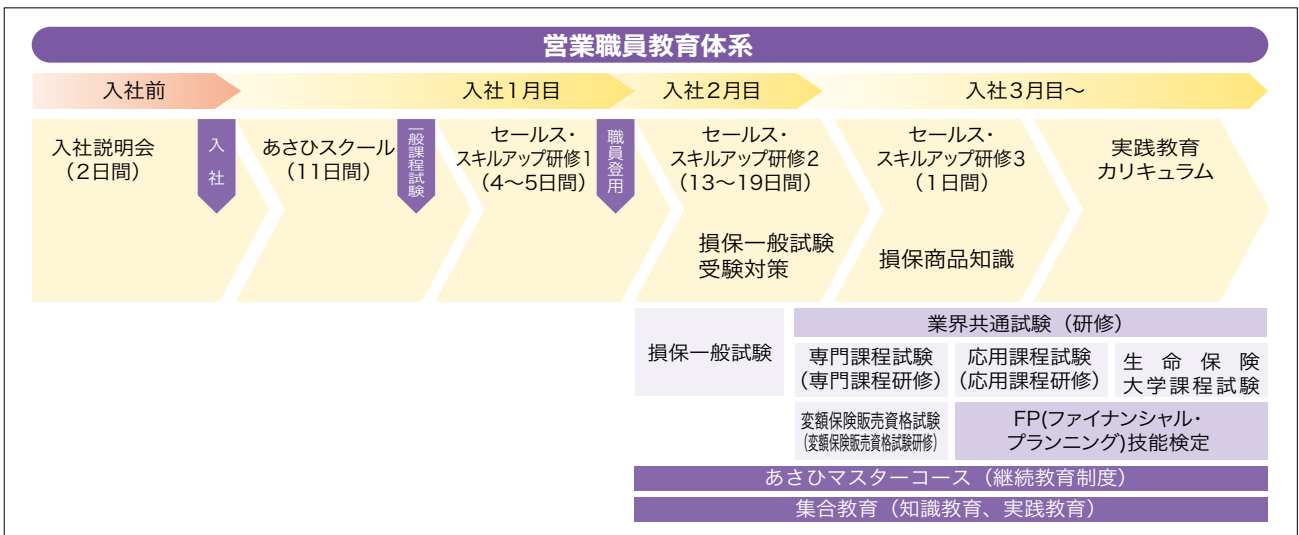 営業職員教育体系
入社前
入社1月目
入社2月目
入社3月目～
入社説明会
（2日間）
入社
あさひスクール
（11日間）
一般課程試験
セールス・
スキルアップ研修1
（4～5日間）
職員登用
セールス・
スキルアップ研修2
（13～19日間）
損保一般試験
受験対策
セールス・
スキルアップ研修3
（1日間）
損保商品知識
実践教育
カリキュラム
損保一般試験
業界共通試験（研修）
専門課程試験
(専門課程研修)
応用課程試験
(応用課程研修)
生命保険
大学課程試験
変額保険販売資格試験
(変額保険販売資格試験研修)
FP(ファイナンシャル・
プランニング)技能検定
あさひマスターコース（継続教育制度）
集合教育（知識教育、実践教育）